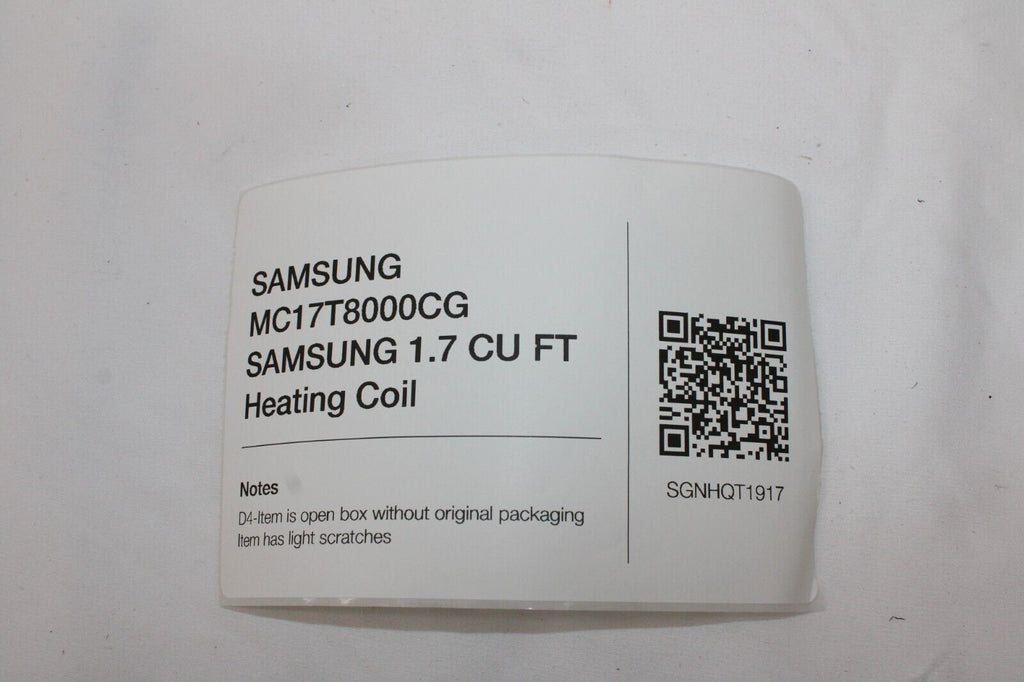 SAMSUNG
MC17T8000CG
SAMSUNG 1.7 CU FT
Heating Coil
Notes
D4-Item is open box without original packaging
Item has light scratches
SGNHQT1917